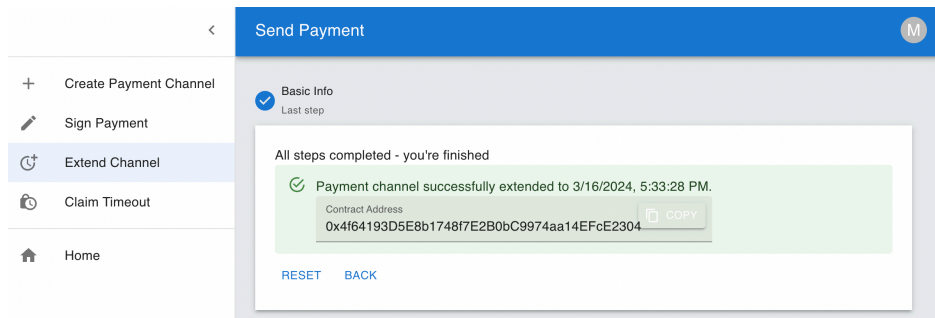 Send Payment
M
Create Payment Channel
Sign Payment
Extend Channel
Claim Timeout
Home
Basic Info
Last step
All steps completed - you're finished
Payment channel successfully extended to 3/16/2024, 5:33:28 PM.
Contract Address
0x4f64193D5E8b1748f7E2B0bC9974aa14EFcE2304
COPY
RESET
BACK